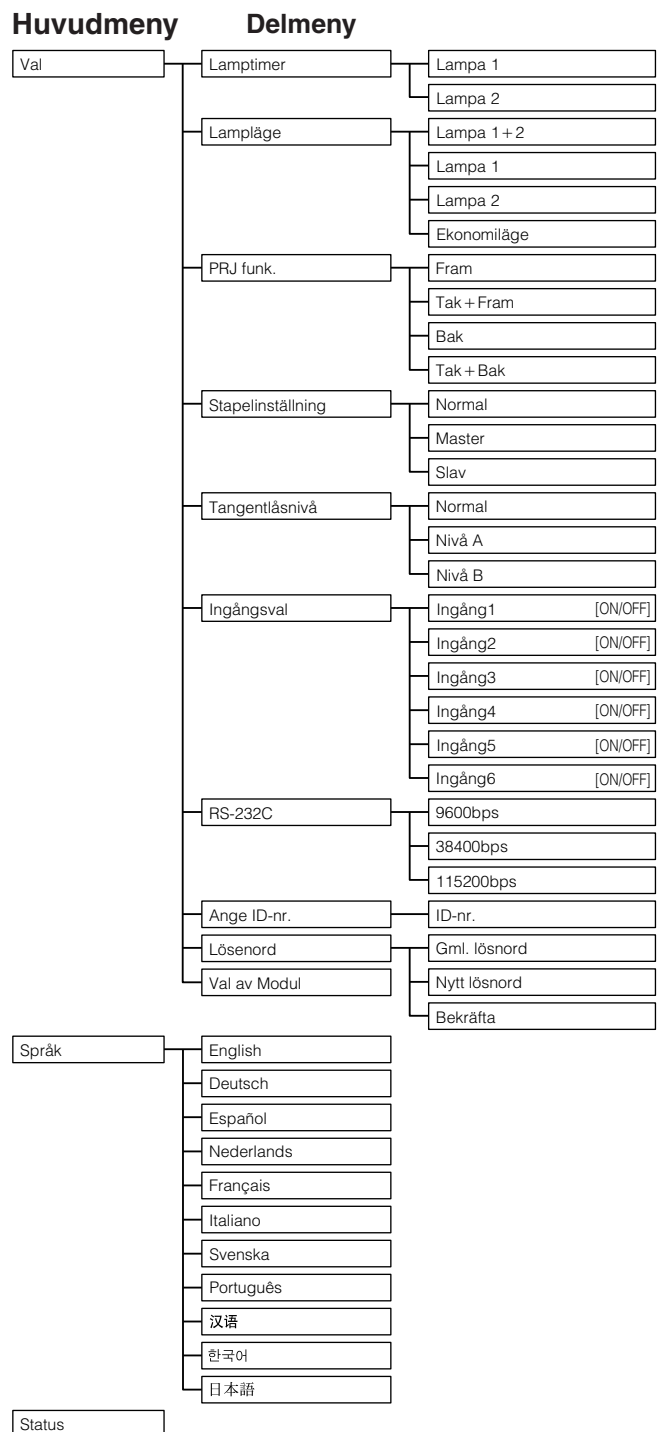 Huvudmeny Delmeny
Val Lamptimer Lampa 1
Lampa 2
Lampläge Lampa 1+2
Lampa 1
Lampa 2
Ekonomiläge
PRJ funk. Fram
Tak+Fram
Bak
Tak+Bak
Stapelinställning Normal
Master
Slav
Tangentlåsnivå Normal
Nivå A
Nivå B
Ingångsval Ingång1 [ON/OFF]
Ingång2 [ON/OFF]
Ingång3 [ON/OFF]
Ingång4 [ON/OFF]
Ingång5 [ON/OFF]
Ingång6 [ON/OFF]
RS-232C 9600bps
38400bps
115200bps
Ange ID-nr. ID-nr.
Lösenord Gml. lösnord
Val av Modul Nytt lösnord
Bekräfta
Språk English
Deutsch
Español
Nederlands
Français
Italiano
Svenska
Português
汉语
한국어
日本語
Status